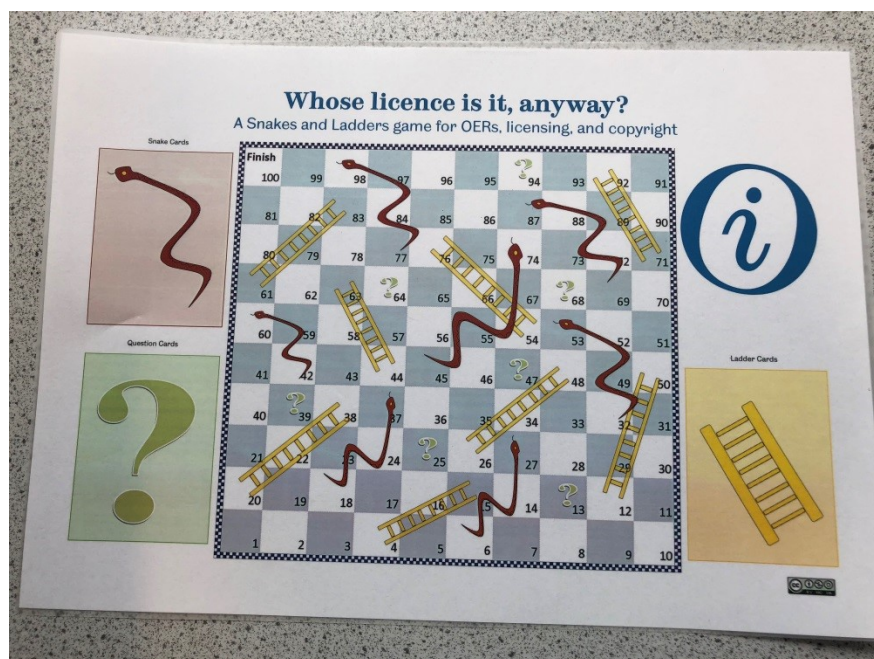 Whose licence is it, anyway?
A Snakes and Ladders game for OERs, licensing, and copyright
Snake Cards
Finish
100 99 98 97 96 95 94 93 92 91
81 82 83 84 85 86 87 88 89 90
80 79 78 77 76 75 74 73 72 71
61 62 63 64 65 66 67 68 69 70
60 59 58 57 56 55 54 53 52 51
41 42 43 44 45 46 47 48 49 50
40 39 38 37 36 35 34 33 32 31
21 22 23 24 25 26 27 28 29 30
20 19 18 17 16 15 14 13 12 11
1 2 3 4 5 6 7 8 9 10
i
Question Cards
?
Ladder Cards
cc